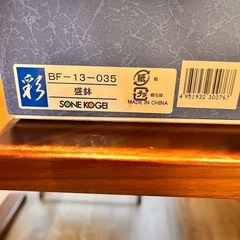 彩
BF-13-035
盛鉢
SONE KOGEI
紙
MADE IN CHINA
4 951932 300767